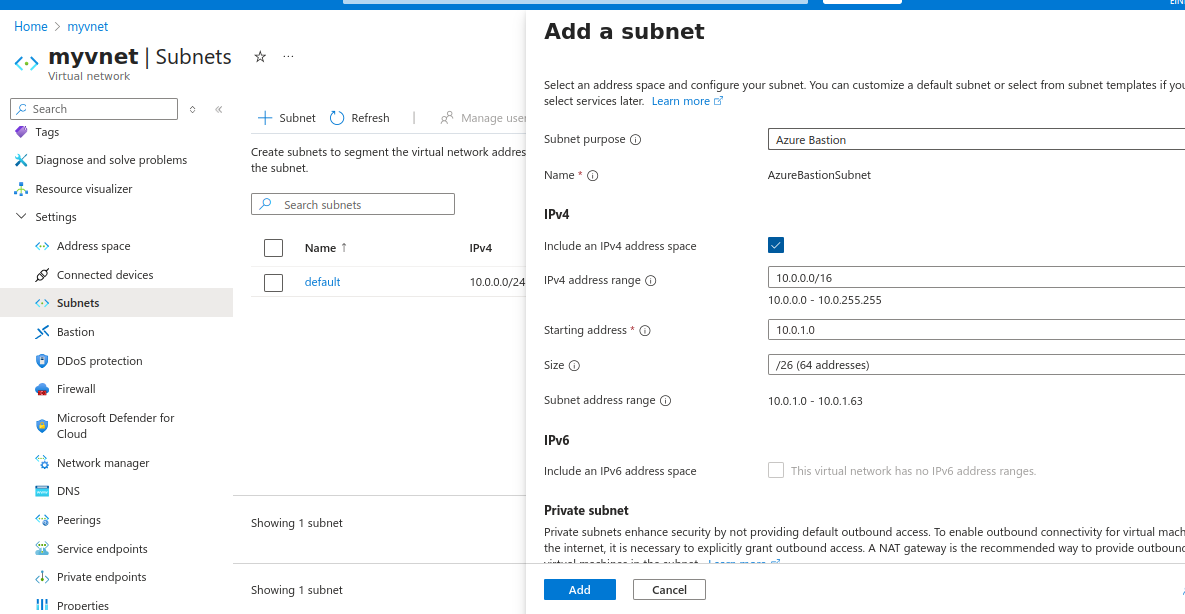 Home > myvnet
myvnet | Subnets
Virtual network
Search
Tags
Diagnose and solve problems
Resource visualizer
Settings
Address space
Connected devices
Subnets
Bastion
DDoS protection
Firewall
Microsoft Defender for
Cloud
Network manager
DNS
Peerings
Service endpoints
Private endpoints
Properties
+ Subnet Refresh | Manage user
Create subnets to segment the virtual network addres
the subnet.
Search subnets
Name ↑ IPv4
default 10.0.0.0/24
Showing 1 subnet
Showing 1 subnet
Add a subnet
Select an address space and configure your subnet. You can customize a default subnet or select from subnet templates if you
select services later. Learn more
Subnet purpose Azure Bastion
Name * AzureBastionSubnet
IPv4
Include an IPv4 address space
IPv4 address range 10.0.0.0/16
10.0.0.0 - 10.0.255.255
Starting address * 10.0.1.0
Size /26 (64 addresses)
Subnet address range 10.0.1.0 - 10.0.1.63
IPv6
Include an IPv6 address space This virtual network has no IPv6 address ranges.
Private subnet
Private subnets enhance security by not providing default outbound access. To enable outbound connectivity for virtual mach
the internet, it is necessary to explicitly grant outbound access. A NAT gateway is the recommended way to provide outboun
virtual machines in the subnet. Learn more
Add Cancel